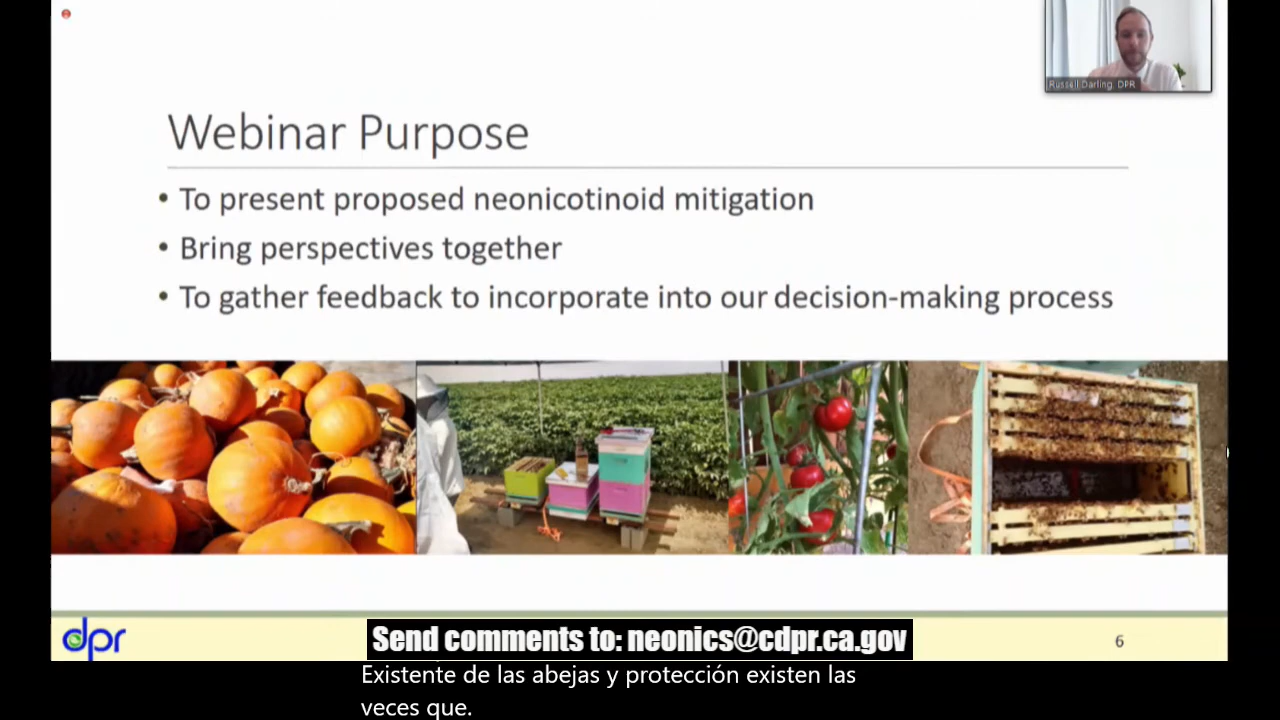 Russell Darling, DPR
Webinar Purpose
• To present proposed neonicotinoid mitigation
• Bring perspectives together
• To gather feedback to incorporate into our decision-making process
dpr
Send comments to: neonics@cdpr.ca.gov
6
Existente de las abejas y protección existen las
veces que.